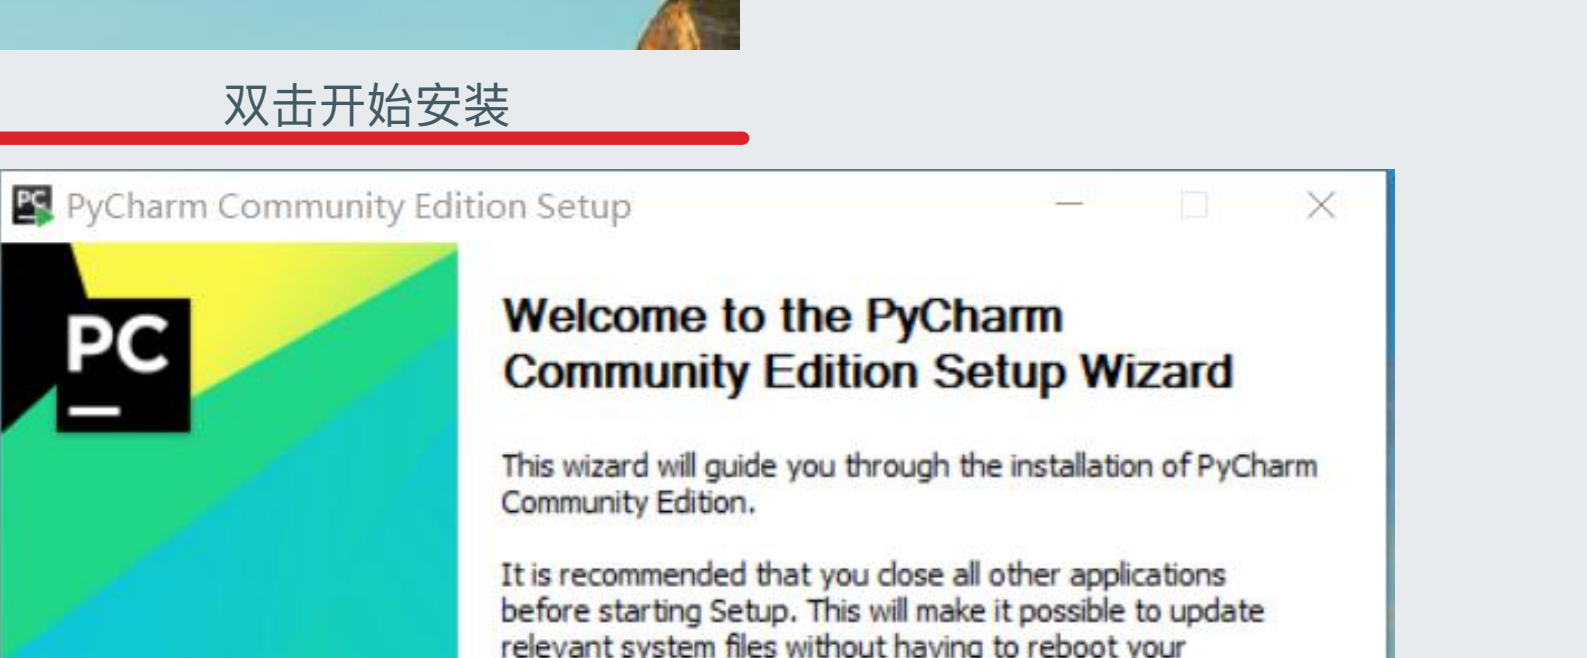 双击开始安装
PyCharm Community Edition Setup
PC
Welcome to the PyCharm
Community Edition Setup Wizard
This wizard will guide you through the installation of PyCharm
Community Edition.
It is recommended that you close all other applications
before starting Setup. This will make it possible to update
relevant system files without having to reboot your